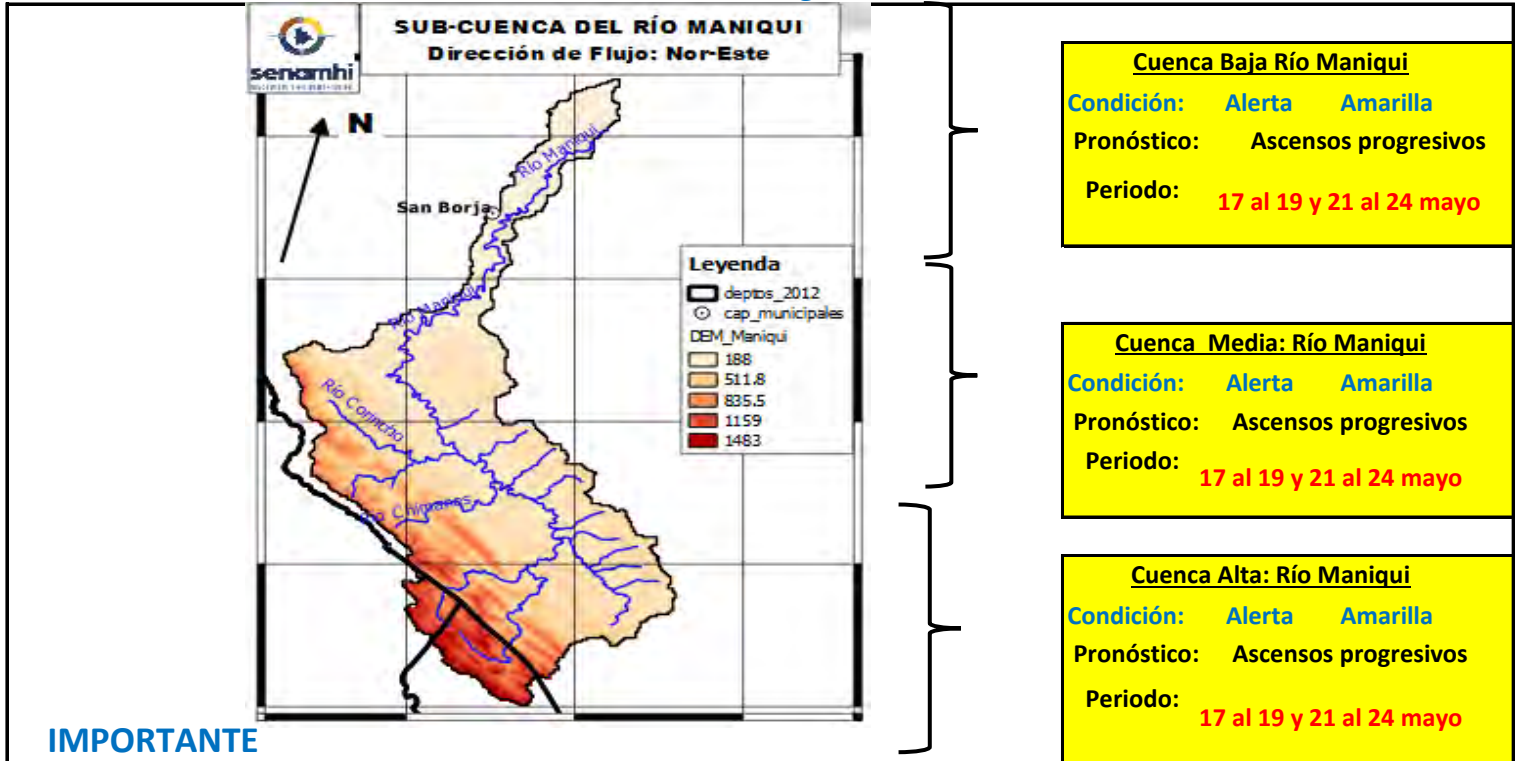 SUB-CUENCA DEL RÍO MANIQUI
Dirección de Flujo: Nor-Este
senamhi
N
Río Maniqui
San Borja
Río Maniqui
Río Corincho
Río Chimanes
Leyenda
deptos_2012
cap_municipales
DEM_Maniqui
188
511.8
835.5
1159
1483
Cuenca Baja Río Maniqui
Condición: Alerta Amarilla
Pronóstico: Ascensos progresivos
Periodo: 17 al 19 y 21 al 24 mayo
Cuenca Media: Río Maniqui
Condición: Alerta Amarilla
Pronóstico: Ascensos progresivos
Periodo: 17 al 19 y 21 al 24 mayo
Cuenca Alta: Río Maniqui
Condición: Alerta Amarilla
Pronóstico: Ascensos progresivos
Periodo: 17 al 19 y 21 al 24 mayo
IMPORTANTE